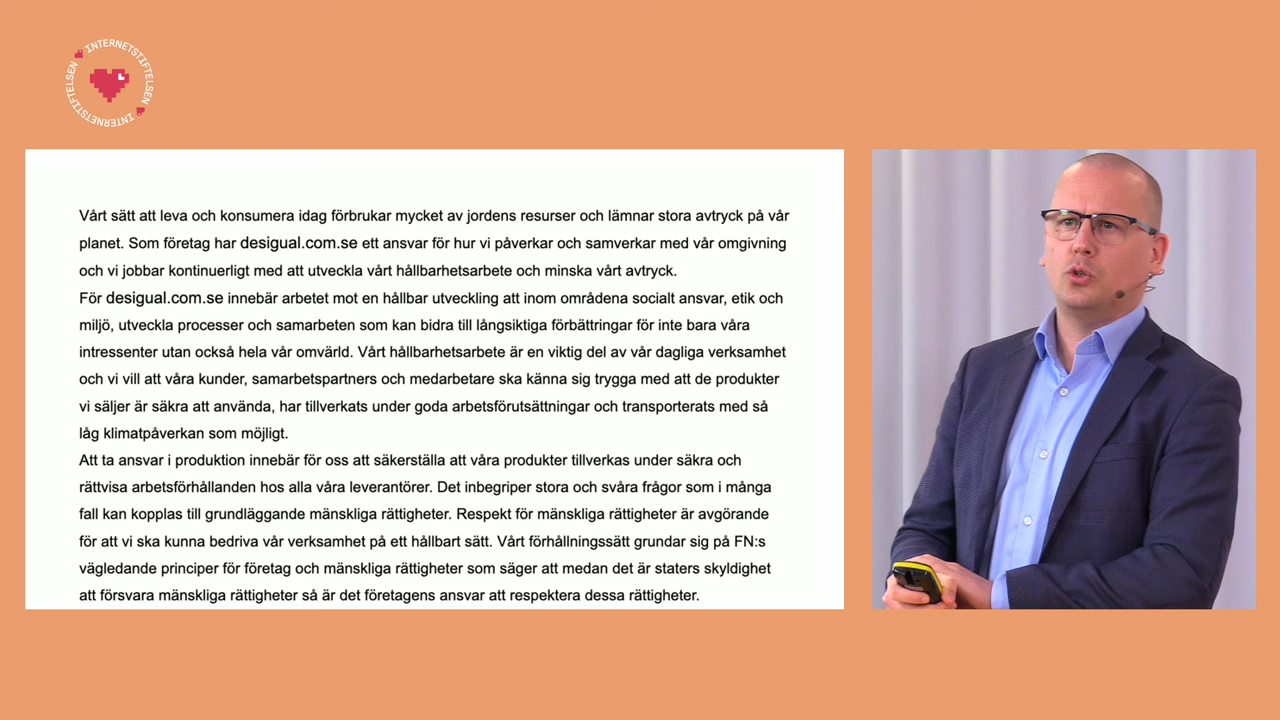 INTERNETSTIFTELSEN
INTERNETSTIFTELSEN
Vårt sätt att leva och konsumera idag förbrukar mycket av jordens resurser och lämnar stora avtryck på vår
planet. Som företag har desigual.com.se ett ansvar för hur vi påverkar och samverkar med vår omgivning
och vi jobbar kontinuerligt med att utveckla vårt hållbarhetsarbete och minska vårt avtryck.
För desigual.com.se innebär arbetet mot en hållbar utveckling att inom områdena socialt ansvar, etik och
miljö, utveckla processer och samarbeten som kan bidra till långsiktiga förbättringar för inte bara våra
intressenter utan också hela vår omvärld. Vårt hållbarhetsarbete är en viktig del av vår dagliga verksamhet
och vi vill att våra kunder, samarbetspartners och medarbetare ska känna sig trygga med att de produkter
vi säljer är säkra att använda, har tillverkats under goda arbetsförutsättningar och transporterats med så
låg klimatpåverkan som möjligt.
Att ta ansvar i produktion innebär för oss att säkerställa att våra produkter tillverkas under säkra och
rättvisa arbetsförhållanden hos alla våra leverantörer. Det inbegriper stora och svåra frågor som i många
fall kan kopplas till grundläggande mänskliga rättigheter. Respekt för mänskliga rättigheter är avgörande
för att vi ska kunna bedriva vår verksamhet på ett hållbart sätt. Vårt förhållningssätt grundar sig på FN:s
vägledande principer för företag och mänskliga rättigheter som säger att medan det är staters skyldighet
att försvara mänskliga rättigheter så är det företagens ansvar att respektera dessa rättigheter.